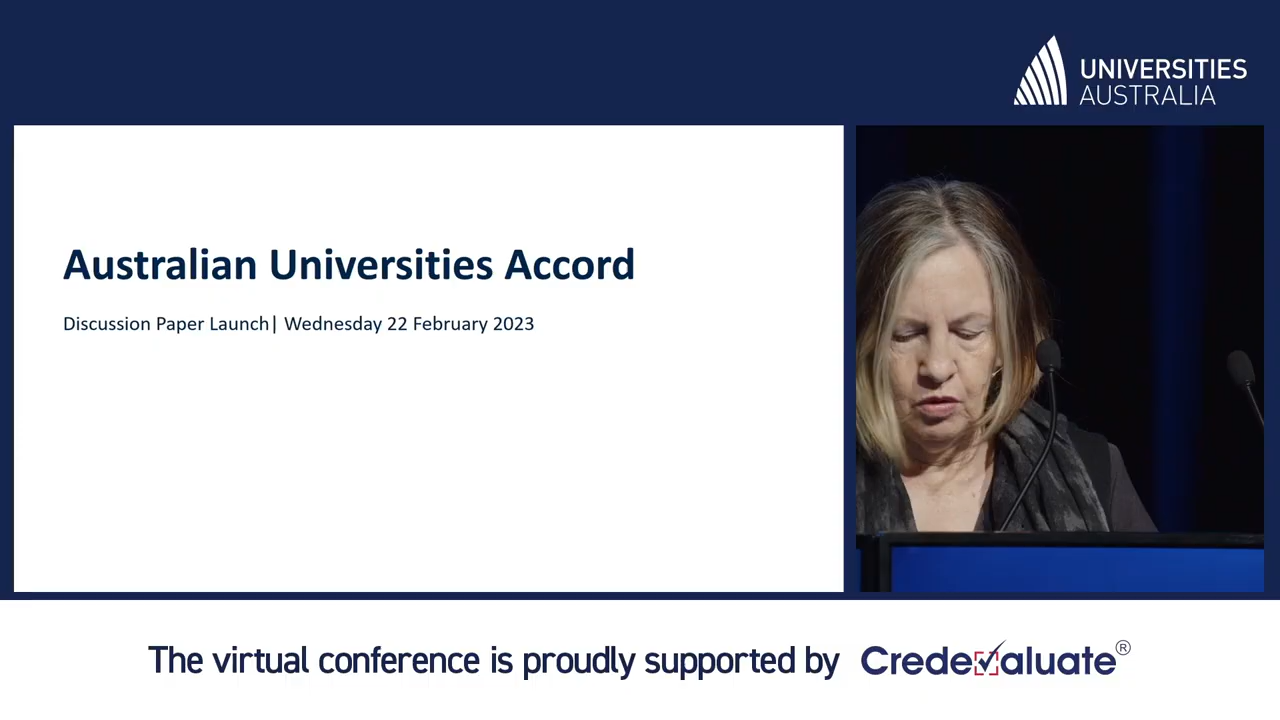 UNIVERSITIES
AUSTRALIA
Australian Universities Accord
Discussion Paper Launch| Wednesday 22 February 2023
The virtual conference is proudly supported by Credevaluate®